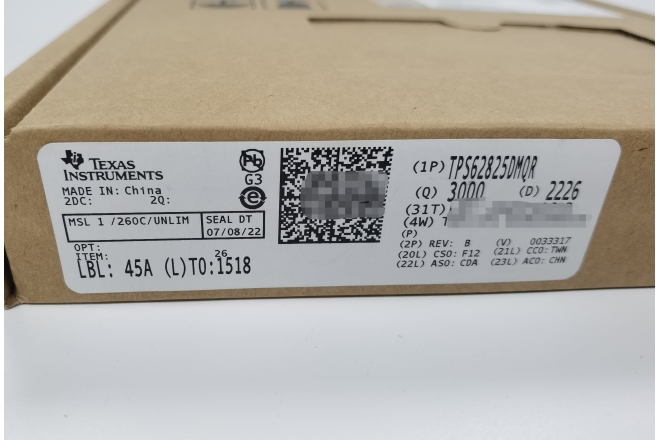 TEXAS
INSTRUMENTS
MADE IN: China
2DC: 2Q:
MSL 1 /260C/UNLIM
SEAL DT
07/08/22
OPT:
ITEM: 26
LBL: 45A (L)TO:1518
Pb
G3
e
(1P) TPS62825DMQR
(Q) 3000 (D) 2226
(31T)
(4W) T
(P)
(2P) REV: B (V) 0033317
(20L) CSO: F12 (21L) CCO: TWN
(22L) ASO: CDA (23L) ACO: CHN